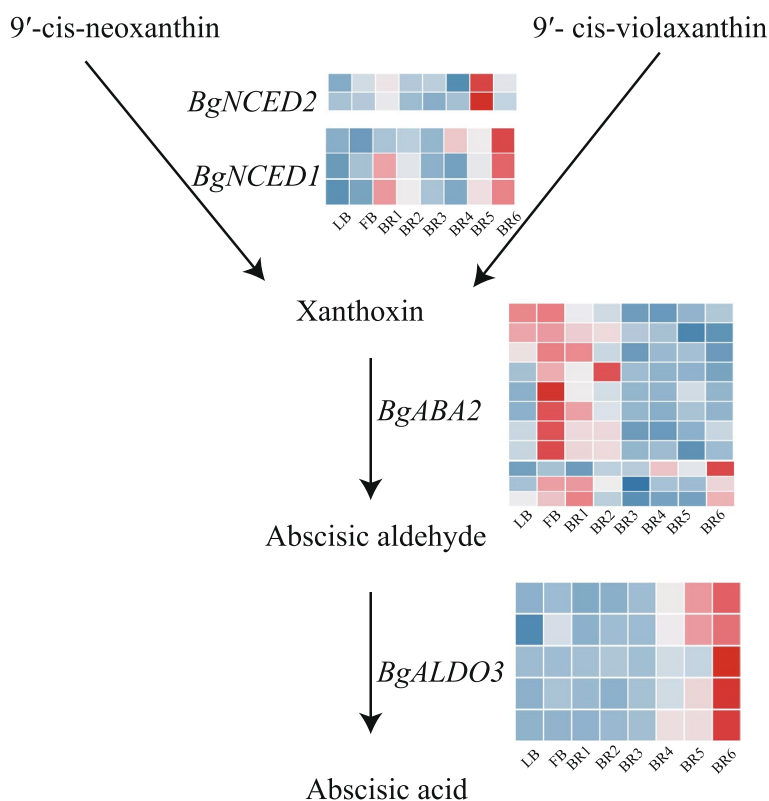 9′-cis-neoxanthin
9′- cis-violaxanthin
BgNCED2
BgNCED1
LB FB BR1 BR2 BR3 BR4 BR5 BR6
Xanthoxin
BgABA2
LB FB BR1 BR2 BR3 BR4 BR5 BR6
Abscisic aldehyde
BgALDO3
LB FB BR1 BR2 BR3 BR4 BR5 BR6
Abscisic acid